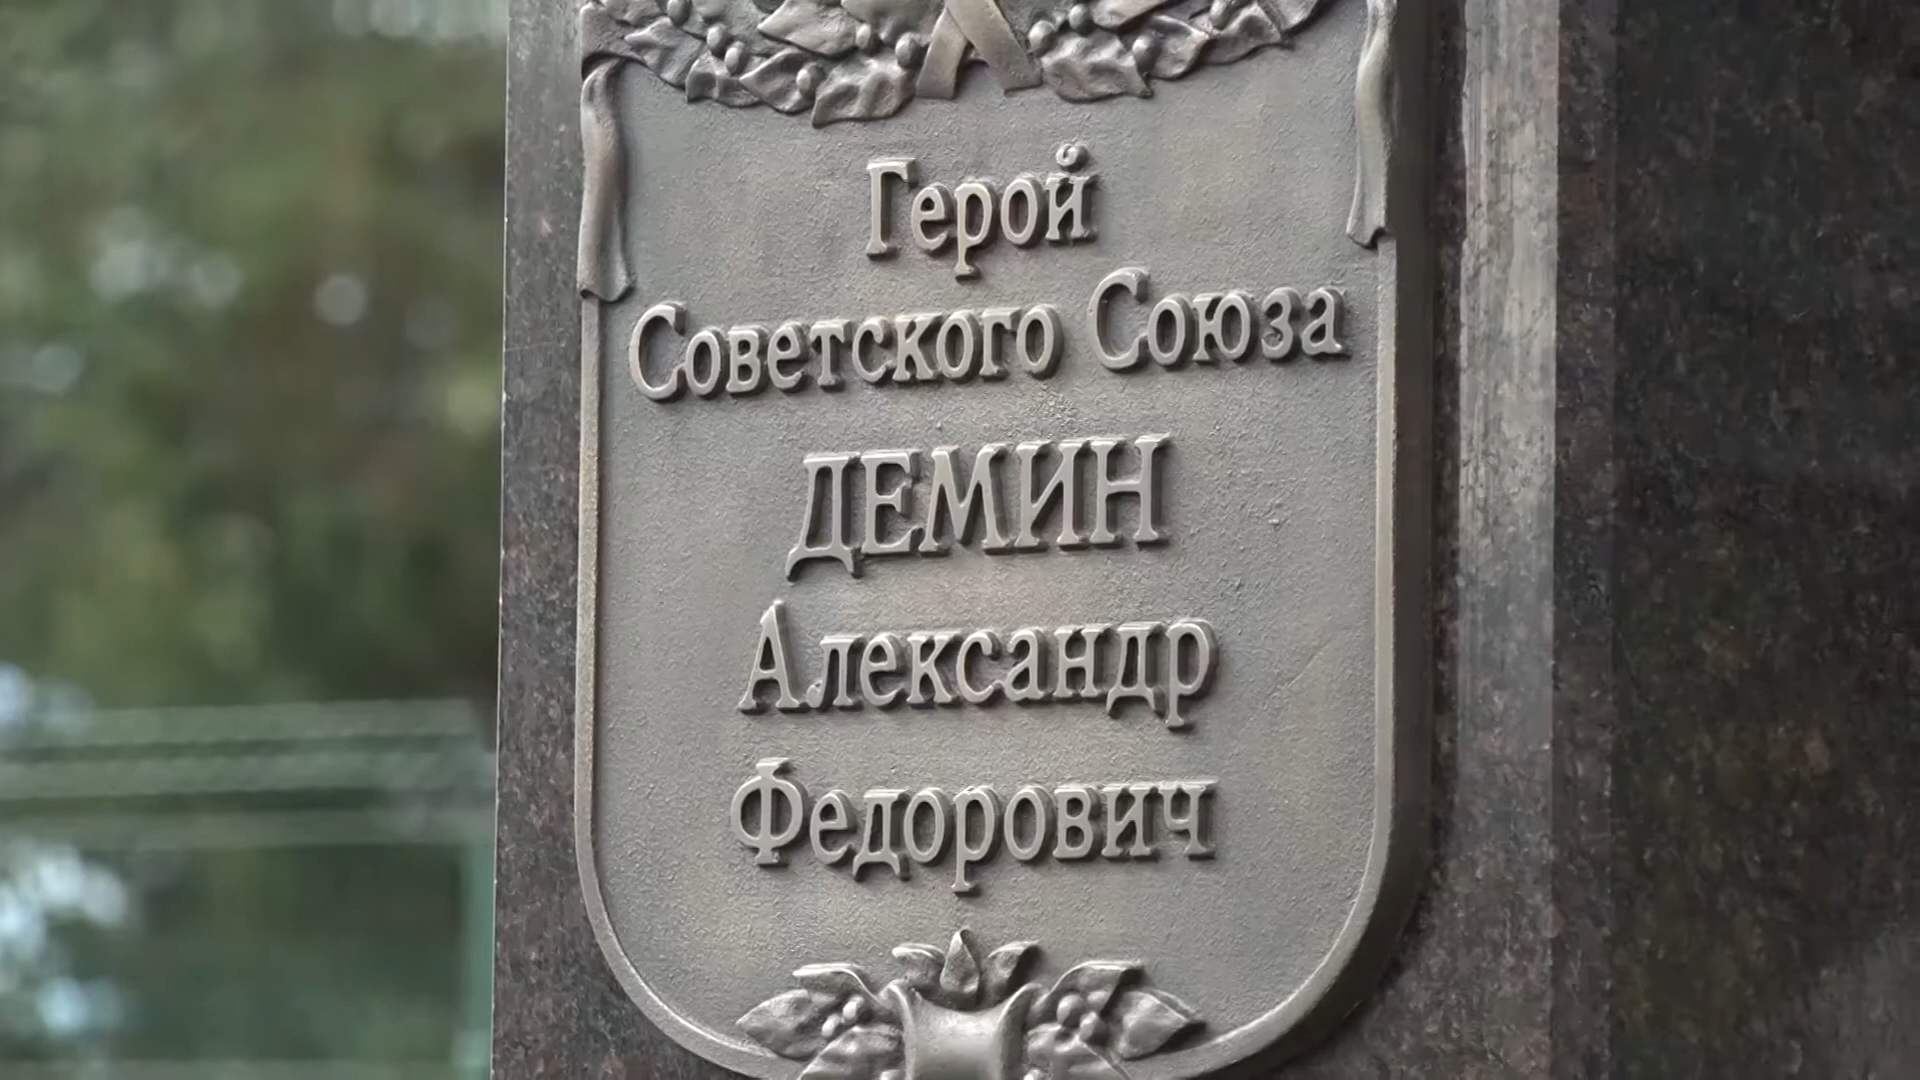 Герой
Советского Союза
ДЕМИН
Александр
Федорович